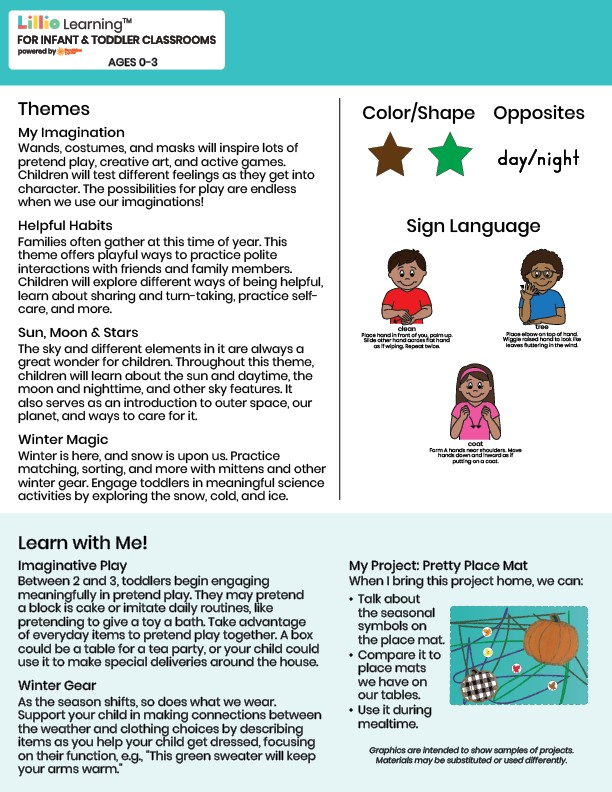 Lillio Learning™
FOR INFANT & TODDLER CLASSROOMS
powered by
AGES 0-3
Themes
My Imagination
Wands, costumes, and masks will inspire lots of
pretend play, creative art, and active games.
Children will test different feelings as they get into
character. The possibilities for play are endless
when we use our imaginations!
Helpful Habits
Families often gather at this time of year. This
theme offers playful ways to practice polite
interactions with friends and family members.
Children will explore different ways of being helpful,
learn about sharing and turn-taking, practice self-
care, and more.
Sun, Moon & Stars
The sky and different elements in it are always a
great wonder for children. Throughout this theme,
children will learn about the sun and daytime, the
moon and nighttime, and other sky features. It
also serves as an introduction to outer space, our
planet, and ways to care for it.
Winter Magic
Winter is here, and snow is upon us. Practice
matching, sorting, and more with mittens and other
winter gear. Engage toddlers in meaningful science
activities by exploring the snow, cold, and ice.
Color/Shape
Opposites
day/night
Sign Language
clean
Place hand in front of you, palm up.
Slide other hand across flat hand
as if wiping. Repeat twice.
tree
Place elbow on top of hand.
Wiggle raised hand to look like
leaves fluttering in the wind.
coat
Form A hands near shoulders. Move
hands down and inward as if
putting on a coat.
Learn with Me!
Imaginative Play
Between 2 and 3, toddlers begin engaging
meaningfully in pretend play. They may pretend
a block is cake or imitate daily routines, like
pretending to give a toy a bath. Take advantage
of everyday items to pretend play together. A box
could be a table for a tea party, or your child could
use it to make special deliveries around the house.
Winter Gear
As the season shifts, so does what we wear.
Support your child in making connections between
the weather and clothing choices by describing
items as you help your child get dressed, focusing
on their function, e.g., "This green sweater will keep
your arms warm."
My Project: Pretty Place Mat
When I bring this project home, we can:
• Talk about
the seasonal
symbols on
the place mat.
• Compare it to
place mats
we have on
our tables.
• Use it during
mealtime.
Graphics are intended to show samples of projects.
Materials may be substituted or used differently.